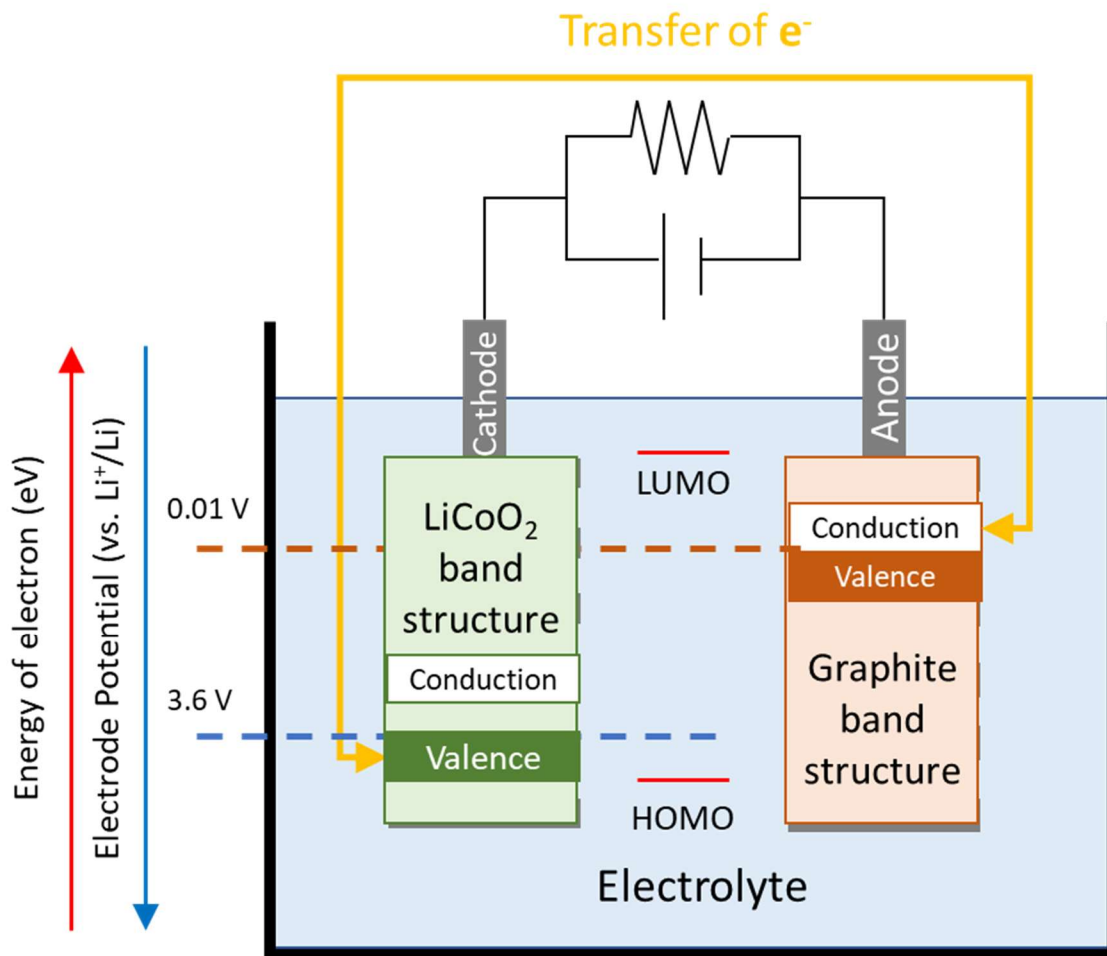 Transfer of e⁻
Energy of electron (eV)
Electrode Potential (vs. Li⁺/Li)
0.01 V
3.6 V
Cathode
Anode
LiCoO₂
band
structure
Conduction
Valence
LUMO
HOMO
Conduction
Valence
Graphite
band
structure
Electrolyte